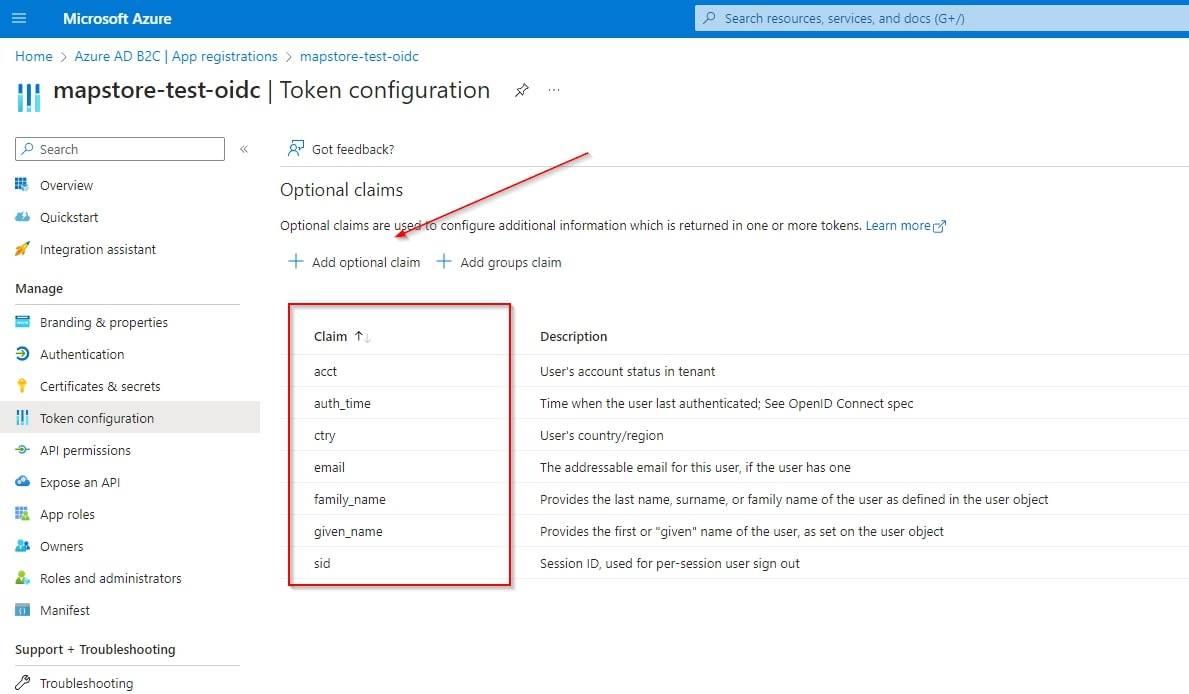 Microsoft Azure
Search resources, services, and docs (G+/)
Home > Azure AD B2C | App registrations > mapstore-test-oidc
mapstore-test-oidc | Token configuration
Search
«
Got feedback?
Overview
Quickstart
Integration assistant
Manage
Branding & properties
Authentication
Certificates & secrets
Token configuration
API permissions
Expose an API
App roles
Owners
Roles and administrators
Manifest
Support + Troubleshooting
Troubleshooting
Optional claims
Optional claims are used to configure additional information which is returned in one or more tokens. Learn more
+ Add optional claim + Add groups claim
Claim ↑↓ Description
acct User's account status in tenant
auth_time Time when the user last authenticated; See OpenID Connect spec
ctry User's country/region
email The addressable email for this user, if the user has one
family_name Provides the last name, surname, or family name of the user as defined in the user object
given_name Provides the first or "given" name of the user, as set on the user object
sid Session ID, used for per-session user sign out